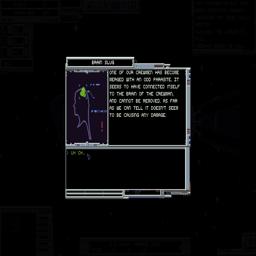 BRAIN SLUG
ONE OF OUR CREWMEN HAS BECOME
MERGED WITH AN ODD PARASITE. IT
SEEMS TO HAVE CONNECTED ITSELF
TO THE BRAIN OF THE CREWMAN,
AND CANNOT BE REMOVED. AS FAR
AS WE CAN TELL IT DOESN'T SEEM
TO BE CAUSING ANY DAMAGE.
UH OK.